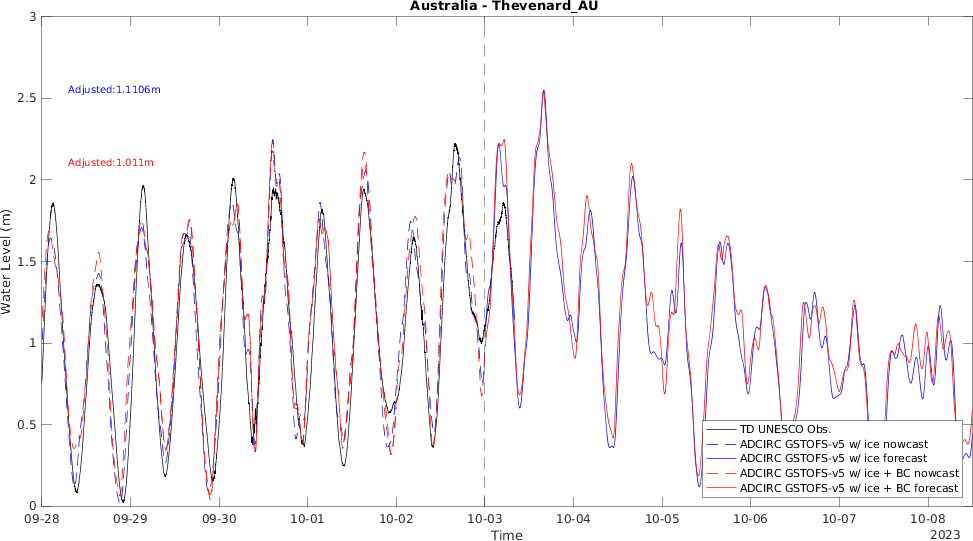 Australia - Thevenard_AU
3
2.5
2
1.5
1
0.5
0
Water Level (m)
Adjusted:1.1106m
Adjusted:1.011m
TD UNESCO Obs.
ADCIRC GSTOFS-v5 w/ ice nowcast
ADCIRC GSTOFS-v5 w/ ice forecast
ADCIRC GSTOFS-v5 w/ ice + BC nowcast
ADCIRC GSTOFS-v5 w/ ice + BC forecast
09-28 09-29 09-30 10-01 10-02 10-03 10-04 10-05 10-06 10-07 10-08
Time
2023